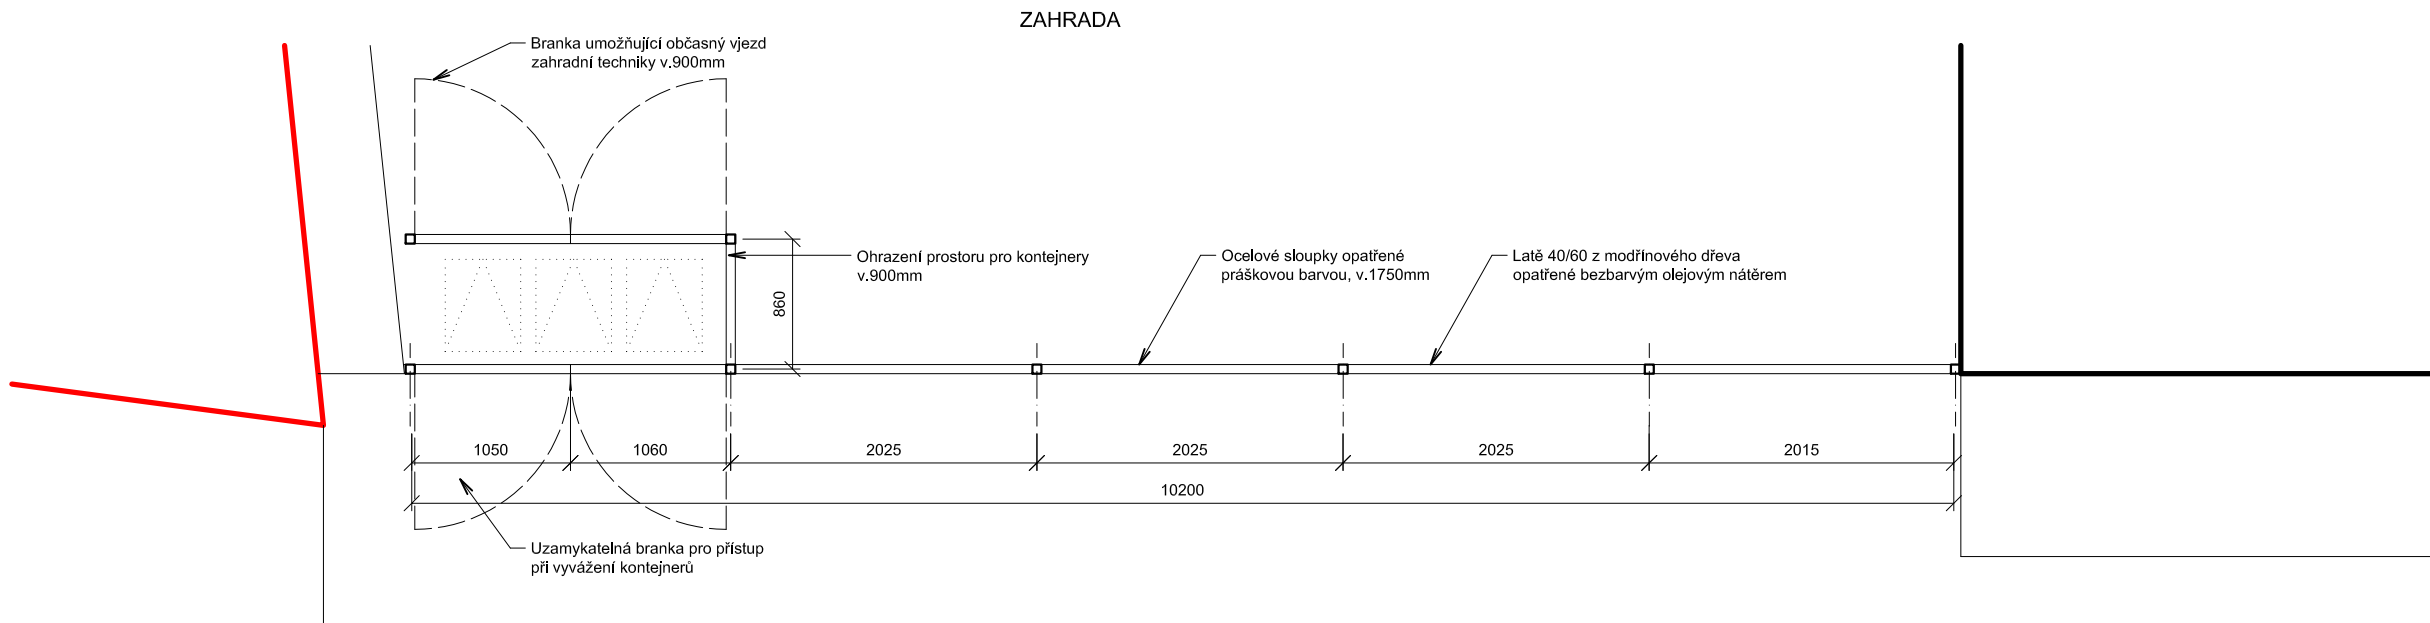 ZAHRADA
Branka umožňující občasný vjezd
zahradní techniky v.900mm
Ohrazení prostoru pro kontejnery
v.900mm
Ocelové sloupky opatřené
práškovou barvou, v.1750mm
Latě 40/60 z modřínového dřeva
opatřené bezbarvým olejovým nátěrem
860
1050
1060
2025
2025
2025
2015
10200
Uzamykatelná branka pro přístup
při vyvážení kontejnerů